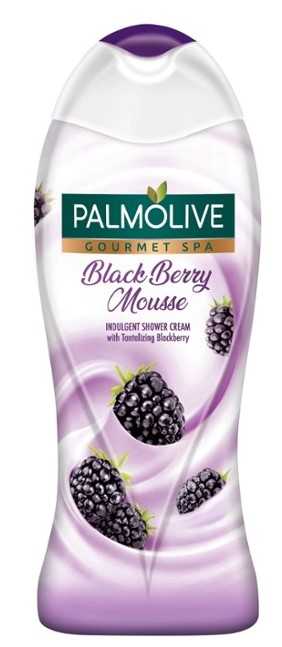 PALMOLIVE
GOURMET SPA
Black Berry
Mousse
INDULGENT SHOWER CREAM
with Tantalizing Blackberry